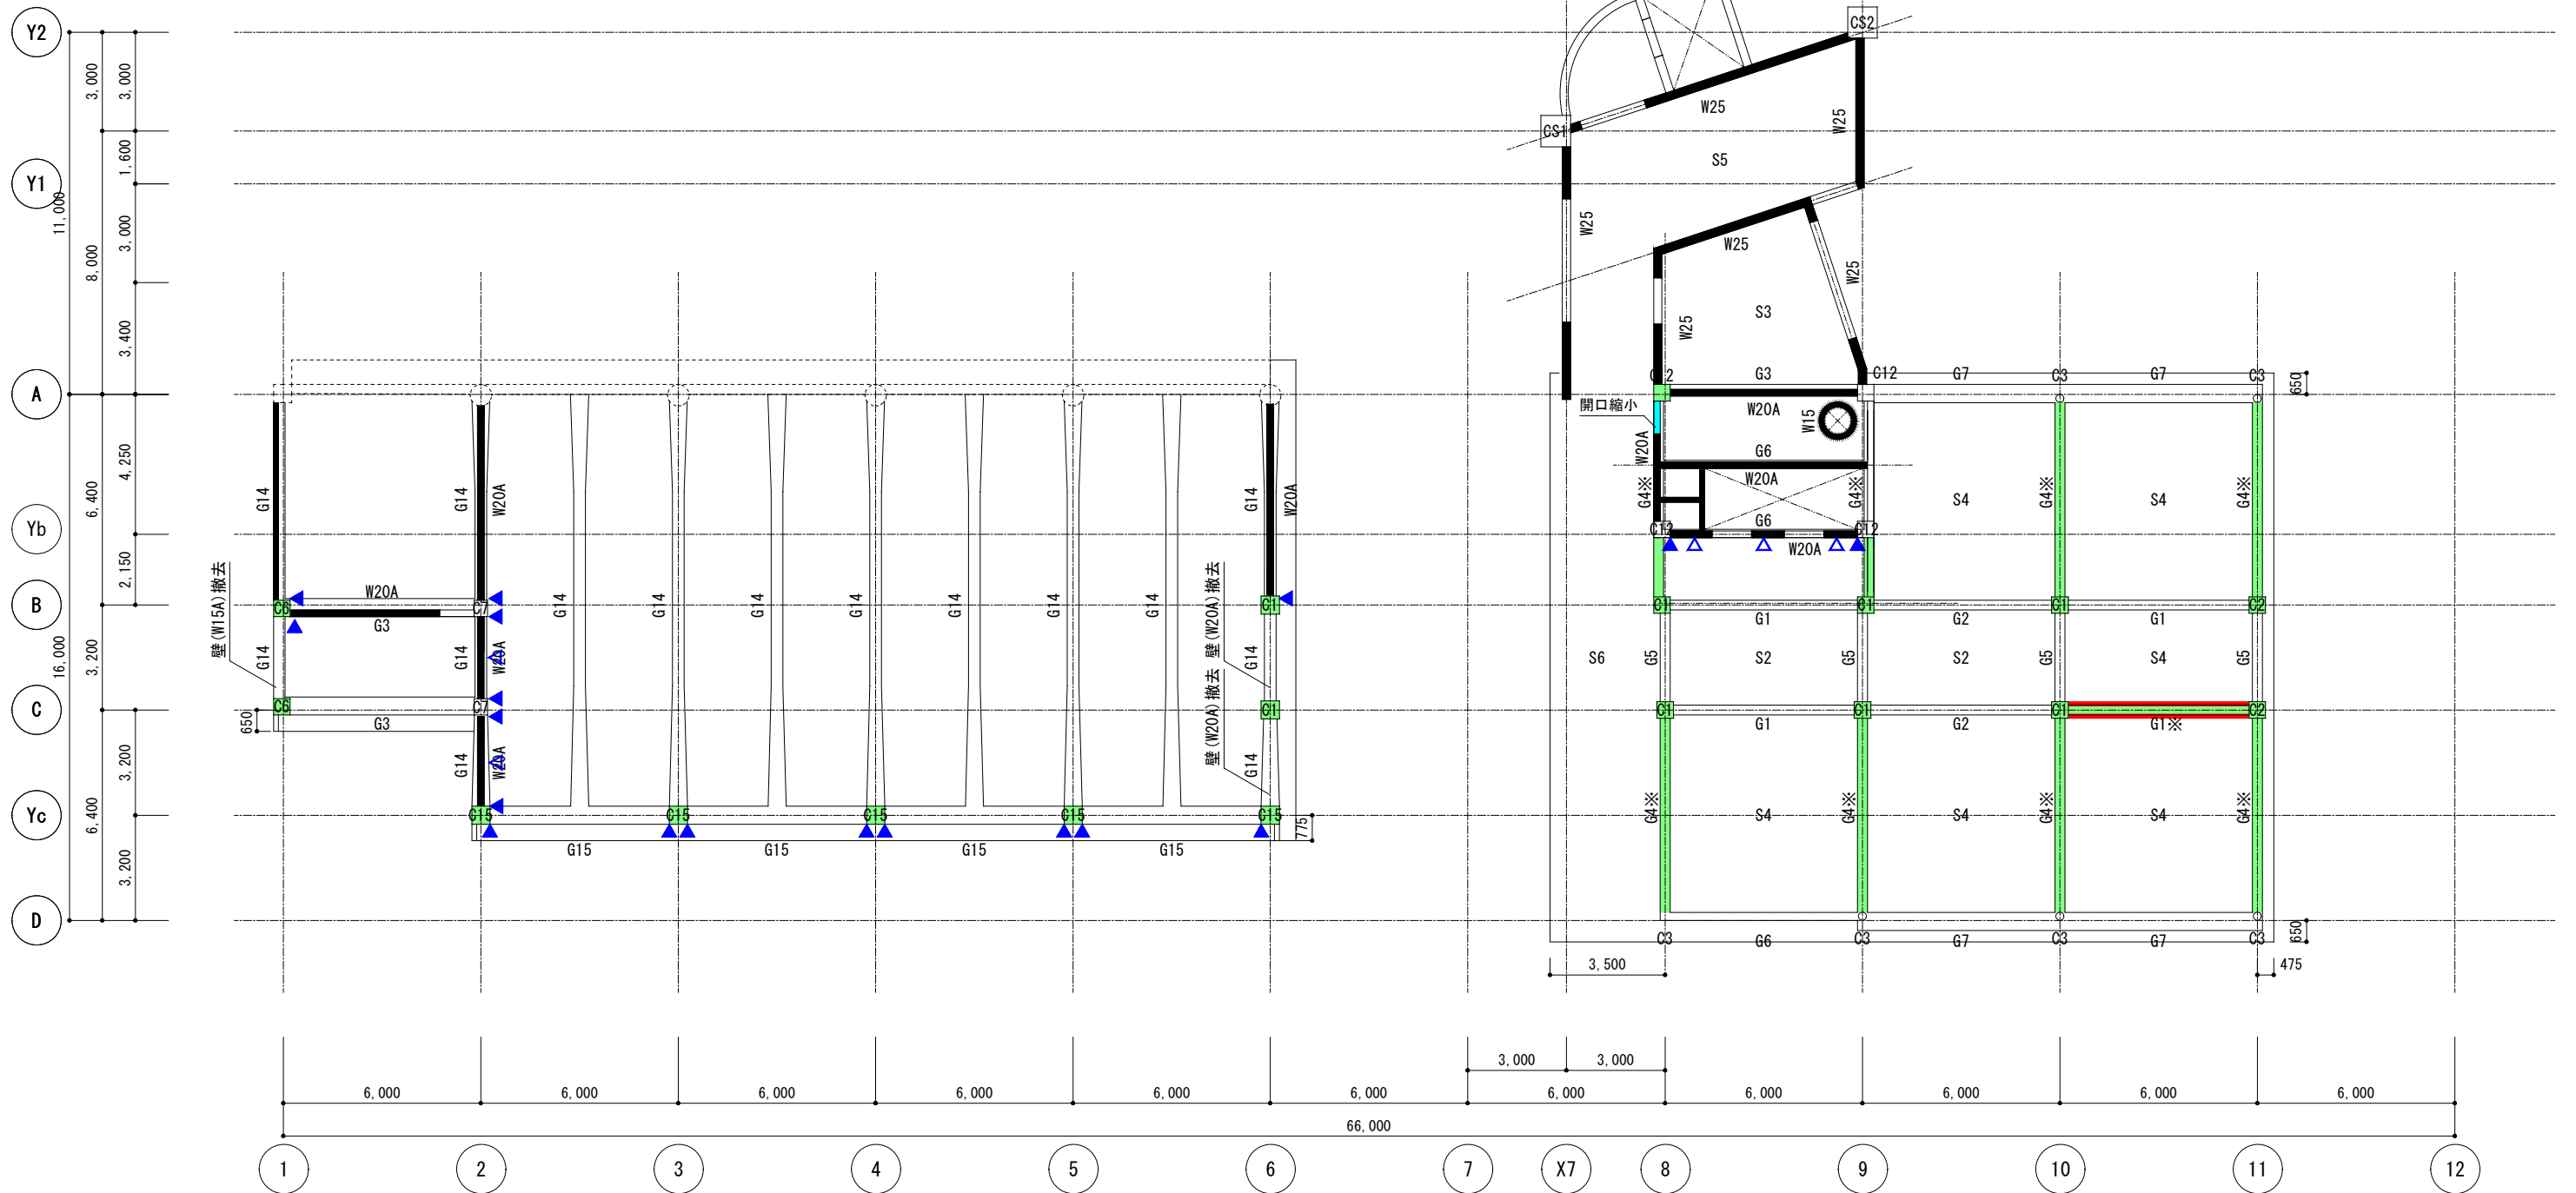 Y2
C$2
3,000
3,000
W25
W25
C$1
1,600
S5
Y1
11,000
W25
3,000
8,000
W25
W25
S3
W25
3,400
A
G3
C12
G7
C3
G7
C3
650
開口縮小
W20A
W15
4,250
W20A
G6
6,400
G14
G14
W20A
G14
W20A
W20A
G4※
G4※
S4
G4※
S4
G4※
Yb
C12
G6
C12
W20A
2,150
壁(W15A)撤去
W20A
壁(W20A)撤去
B
C6
C7
G14
G14
G14
G14
G14
G14
G14
C1
C1
C1
C1
C2
G3
G1
G2
G1
16,000
3,200
G14
G14
W20A
G14
S6
G5
S2
G5
S2
G5
S4
G5
壁(W20A)撤去
C
C6
C7
C1
C1
C1
C1
C2
650
G3
G1
G2
G1※
3,200
G14
W20A
G14
6,400
Yc
C15
C15
C15
C15
C15
775
G4※
S4
G4※
S4
G4※
S4
G4※
G15
G15
G15
G15
3,200
D
C3
G6
C3
G7
C3
G7
C3
650
3,500
475
3,000
3,000
6,000
6,000
6,000
6,000
6,000
6,000
6,000
6,000
6,000
6,000
6,000
66,000
1
2
3
4
5
6
7
X7
8
9
10
11
12